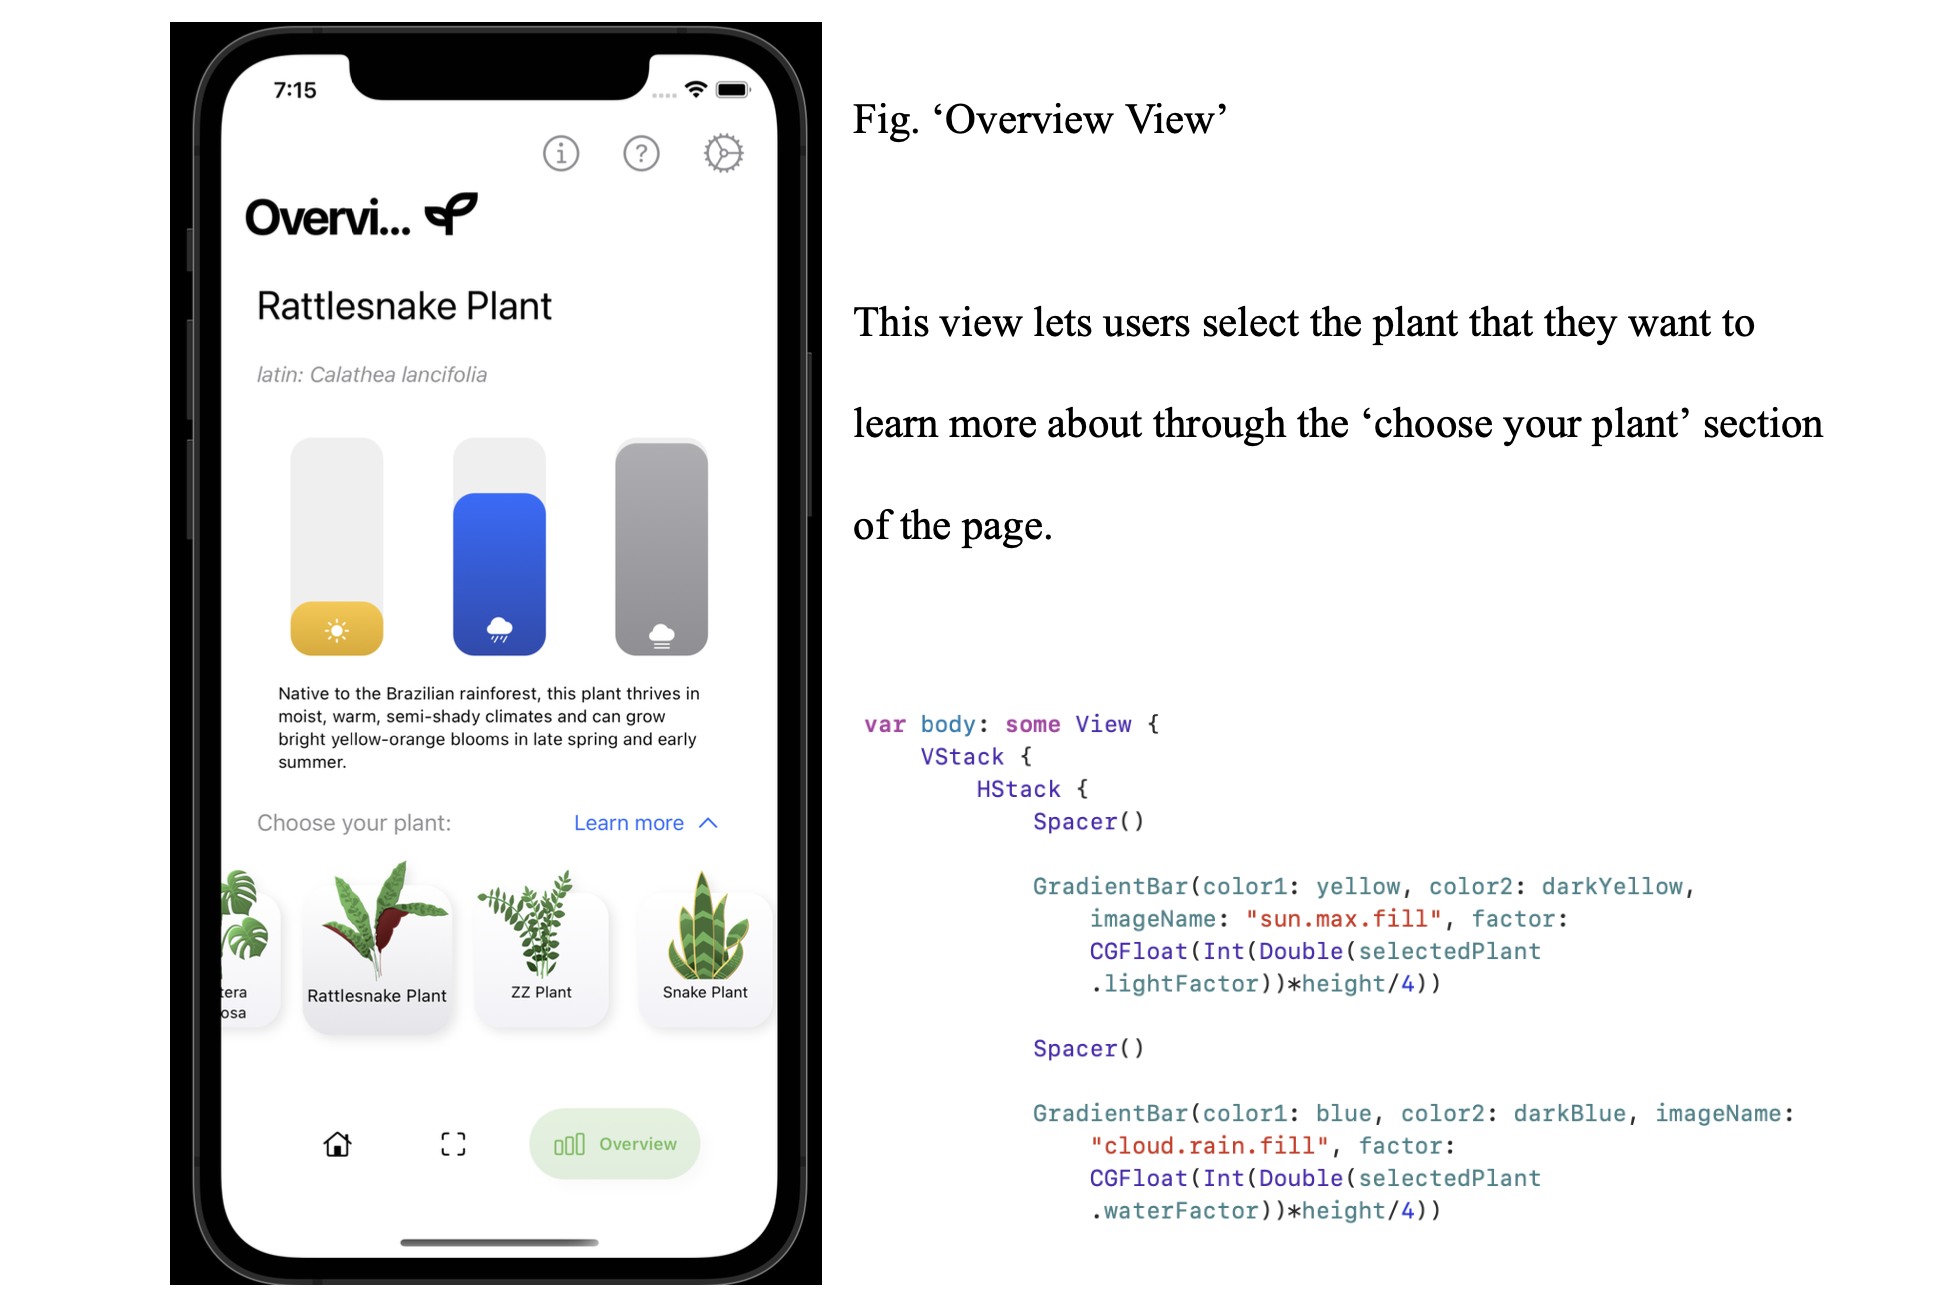 7:15
Overvi...
Rattlesnake Plant
latin: Calathea lancifolia
Native to the Brazilian rainforest, this plant thrives in
moist, warm, semi-shady climates and can grow
bright yellow-orange blooms in late spring and early
summer.
Choose your plant:
Learn more
tera
osa
Rattlesnake Plant
ZZ Plant
Snake Plant
Overview
Fig. ‘Overview View’
This view lets users select the plant that they want to
learn more about through the ‘choose your plant’ section
of the page.
var body: some View {
VStack {
HStack {
Spacer()
GradientBar(color1: yellow, color2: darkYellow,
imageName: "sun.max.fill", factor:
CGFloat(Int(Double(selectedPlant
.lightFactor))*height/4))
Spacer()
GradientBar(color1: blue, color2: darkBlue, imageName:
"cloud.rain.fill", factor:
CGFloat(Int(Double(selectedPlant
.waterFactor))*height/4))